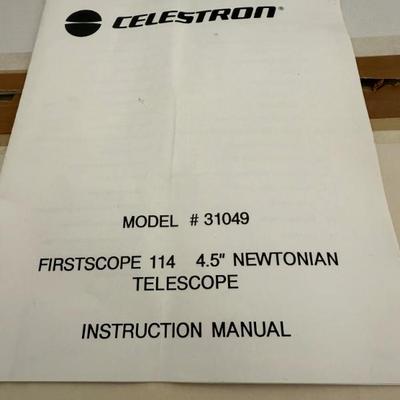 CELESTRON®
MODEL # 31049
FIRSTSCOPE 114 4.5" NEWTONIAN
TELESCOPE
INSTRUCTION MANUAL